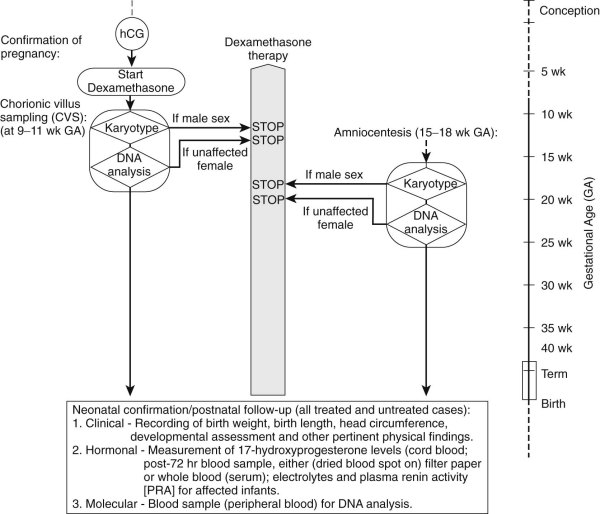 Conception
hCG
Confirmation of
pregnancy:
Dexamethasone
therapy
Start
Dexamethasone
5 wk
Chorionic villus
sampling (CVS):
(at 9–11 wk GA)
If male sex
10 wk
Karyotype
STOP
Amniocentesis (15–18 wk GA):
STOP
DNA
analysis
If unaffected
female
15 wk
If male sex
STOP
Karyotype
STOP
20 wk
If unaffected
female
DNA
analysis
25 wk
Gestational Age (GA)
30 wk
35 wk
40 wk
Term
Birth
Neonatal confirmation/postnatal follow-up (all treated and untreated cases):
1. Clinical - Recording of birth weight, birth length, head circumference,
developmental assessment and other pertinent physical findings.
2. Hormonal - Measurement of 17-hydroxyprogesterone levels (cord blood;
post-72 hr blood sample, either (dried blood spot on) filter paper
or whole blood (serum); electrolytes and plasma renin activity
[PRA] for affected infants.
3. Molecular - Blood sample (peripheral blood) for DNA analysis.